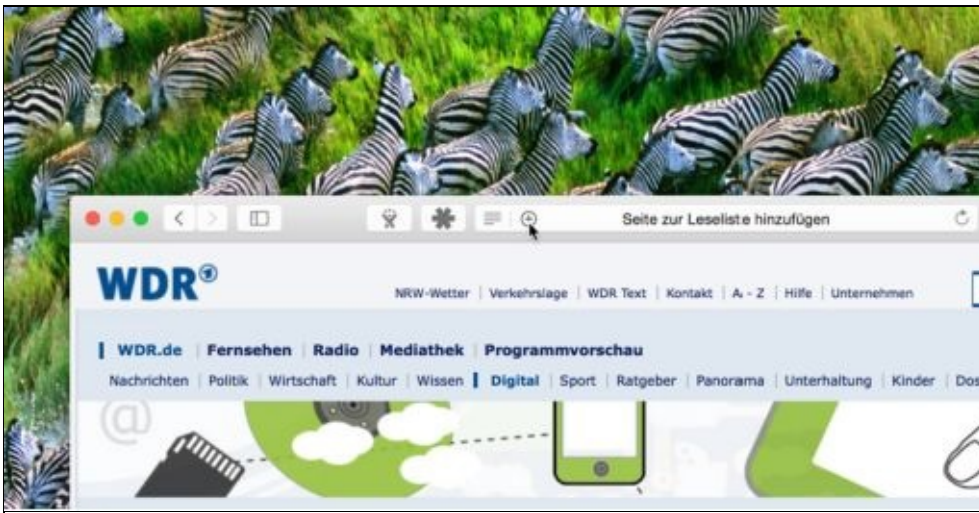 Seite zur Leseliste hinzufügen
WDR
NRW-Wetter | Verkehrslage | WDR Text | Kontakt | A - Z | Hilfe | Unternehmen
WDR.de | Fernsehen | Radio | Mediathek | Programmvorschau
Nachrichten | Politik | Wirtschaft | Kultur | Wissen | Digital | Sport | Ratgeber | Panorama | Unterhaltung | Kinder | Dos
@